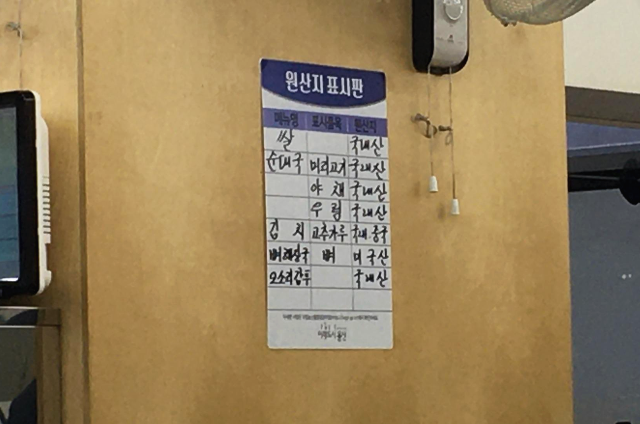 원산지 표시판
메뉴명 표시품목 원산지
쌀 국내산
순대국 머리고기 국내산
야채 국내산
우렁 국내산
김치 고추가루 국내 중국
뼈해장국 뼈 미국산
오소리감투 국내산